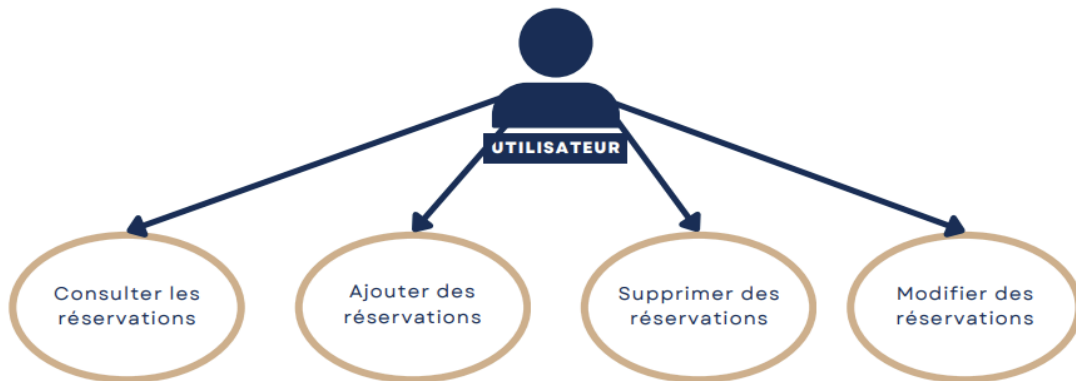 UTILISATEUR
Consulter les
réservations
Ajouter des
réservations
Supprimer des
réservations
Modifier des
réservations